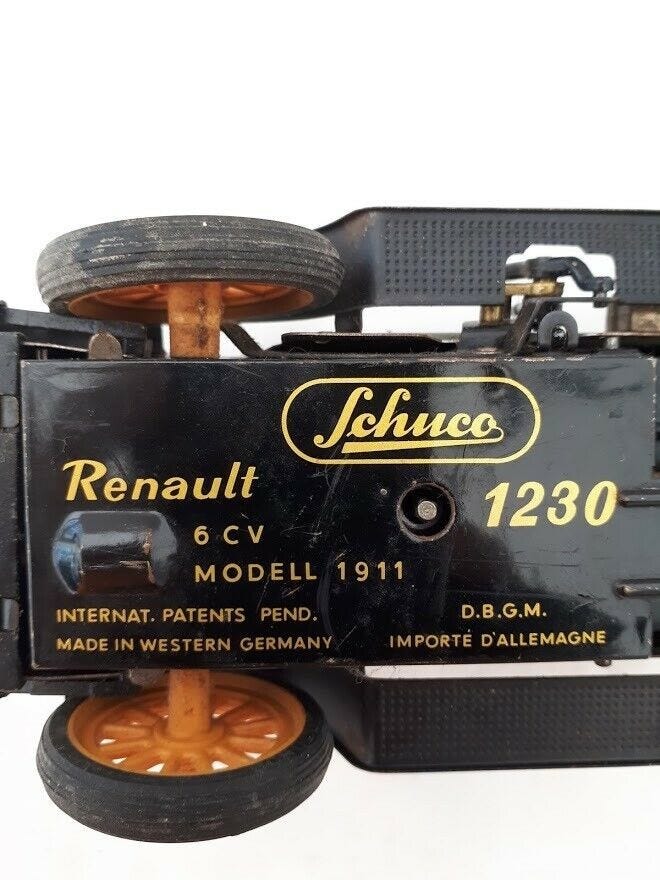 Schuco
Renault
1230
6 CV
MODELL 1911
INTERNAT. PATENTS PEND.
D.B.G.M.
MADE IN WESTERN GERMANY
IMPORTÉ D'ALLEMAGNE